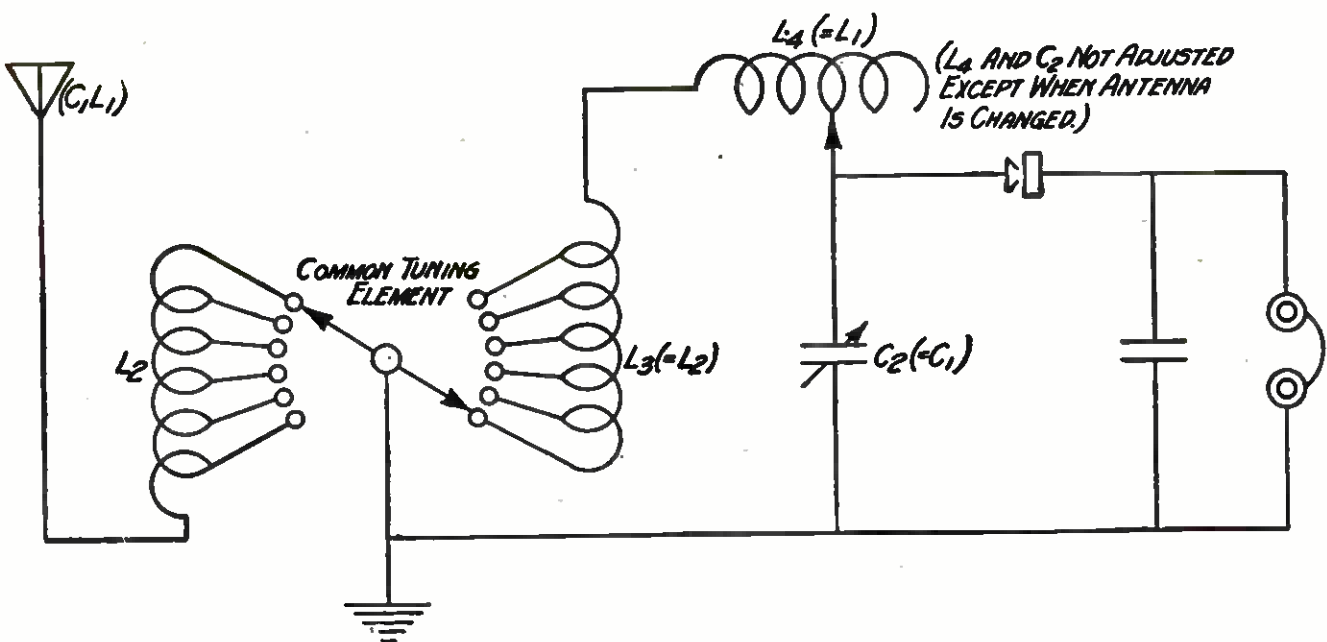 L4 (=L1)
(L4 AND C2 NOT ADJUSTED
EXCEPT WHEN ANTENNA
IS CHANGED.)
(C1L1)
COMMON TUNING
ELEMENT
L2
L3 (=L2)
C2 (=C1)